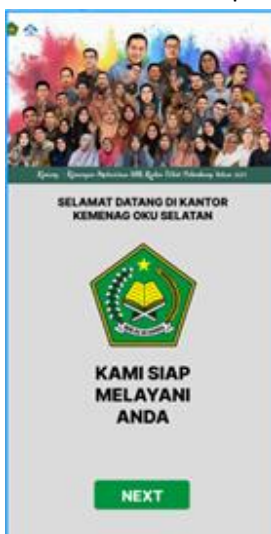 SELAMAT DATANG DI KANTOR
KEMENAG OKU SELATAN
KAMI SIAP
MELAYANI
ANDA
NEXT